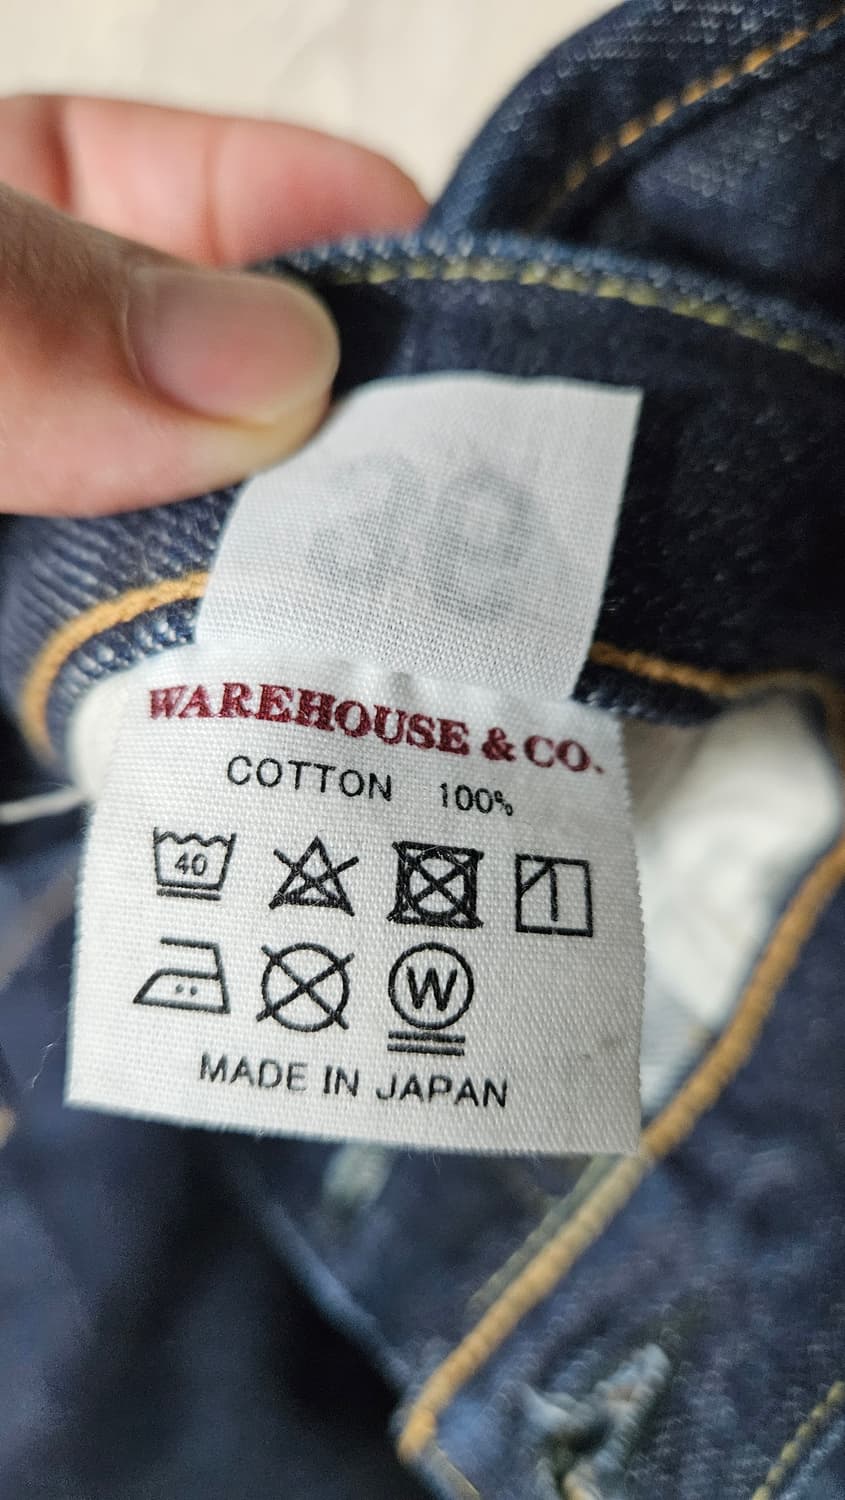 WAREHOUSE & CO.
COTTON 100%
40
W
MADE IN JAPAN